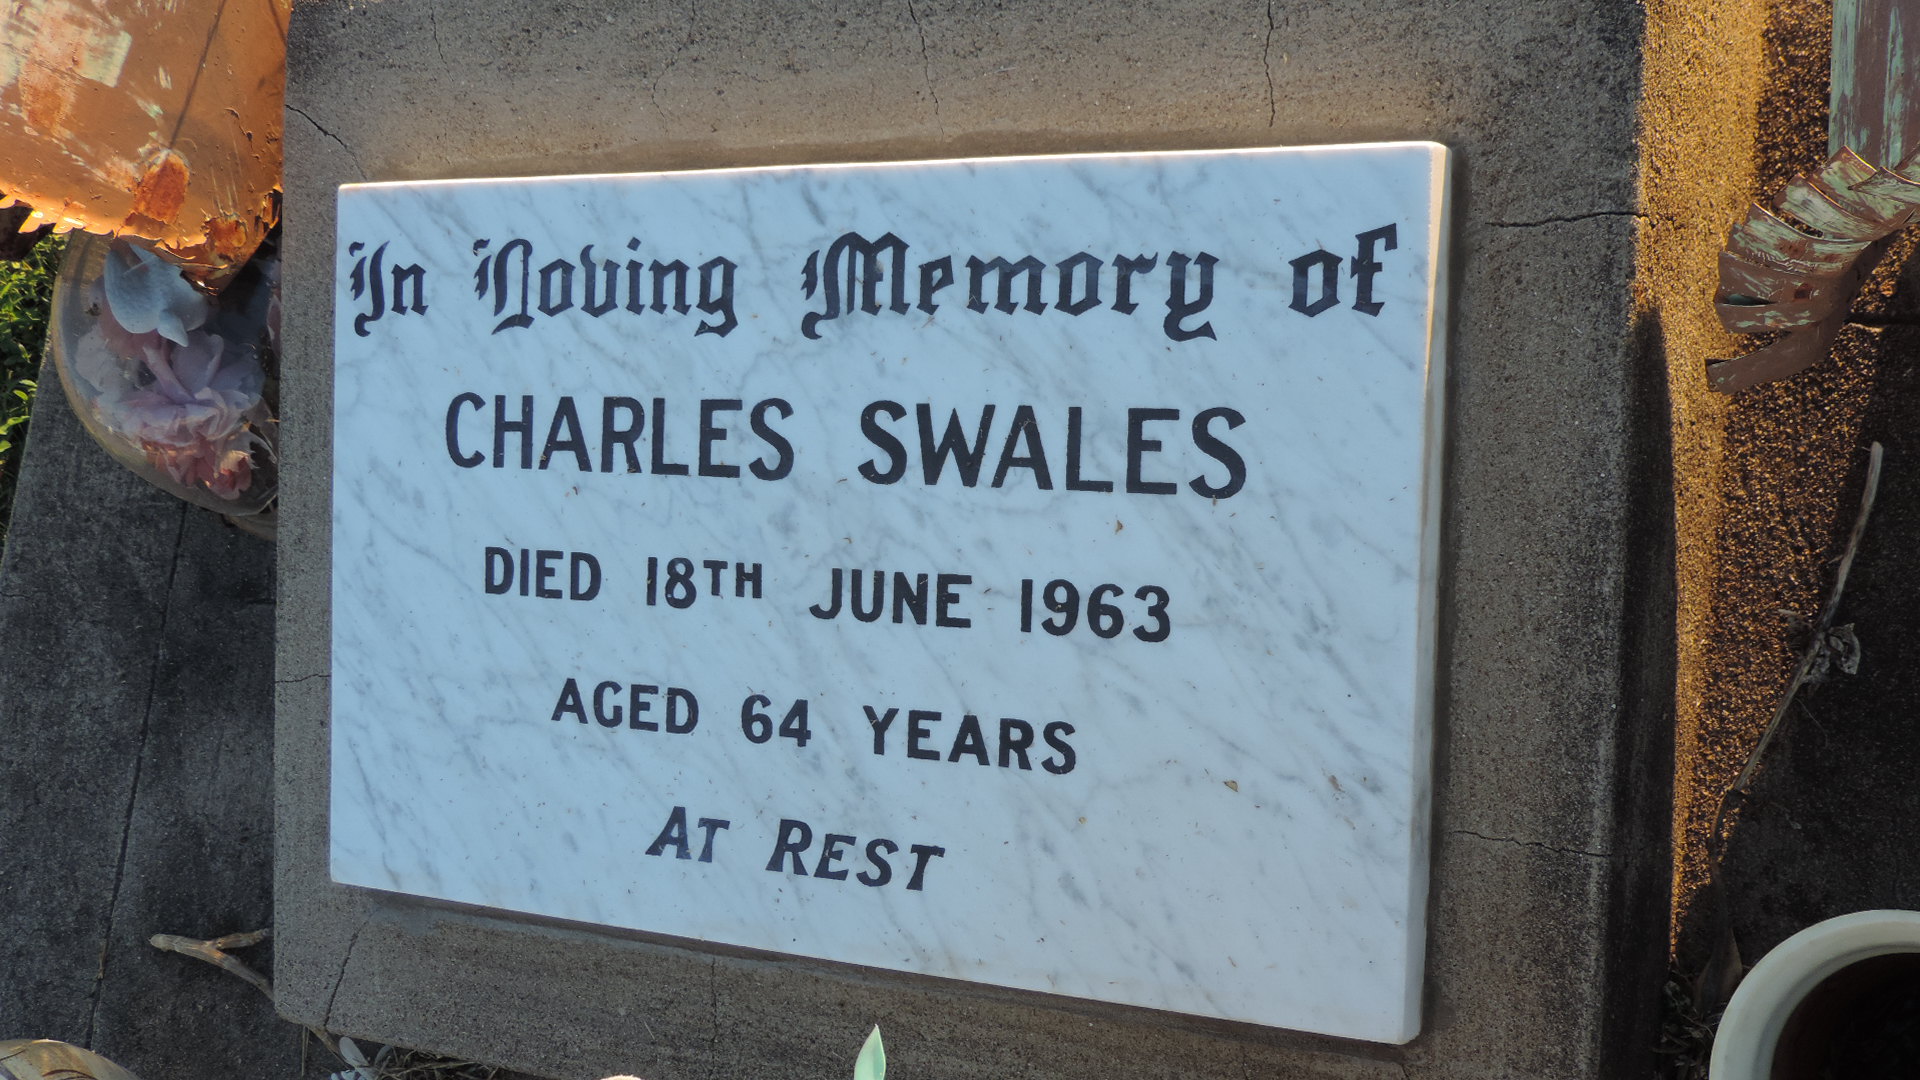 In Loving Memory of
CHARLES SWALES
DIED 18TH JUNE 1963
AGED 64 YEARS
AT REST